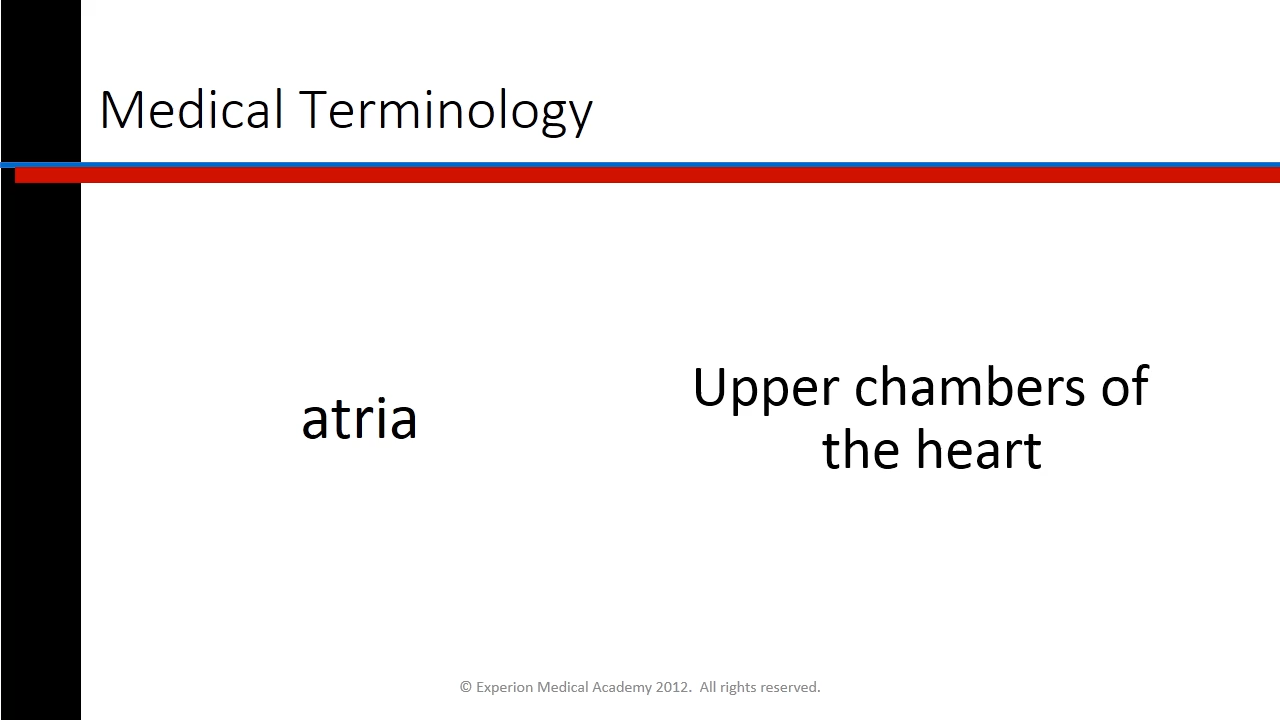 Medical Terminology
atria
Upper chambers of
the heart
© Experion Medical Academy 2012.  All rights reserved.